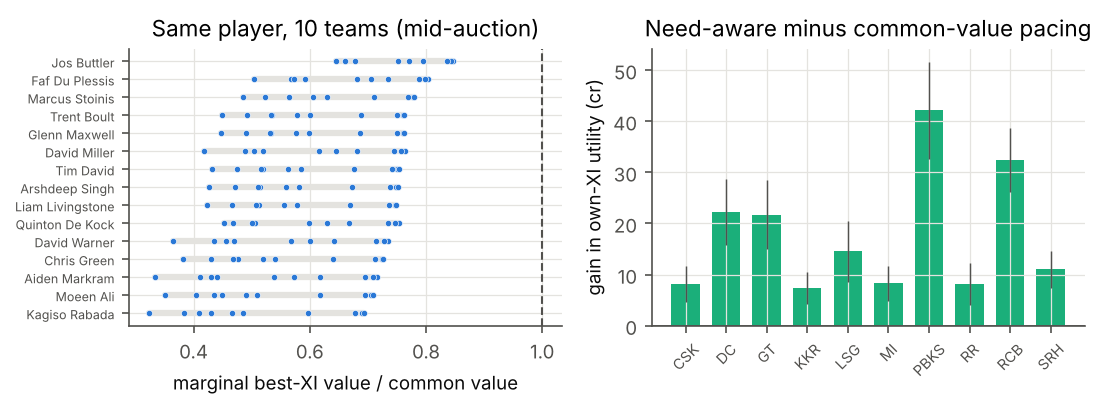 Same player, 10 teams (mid-auction)
Jos Buttler
Faf Du Plessis
Marcus Stoinis
Trent Boult
Glenn Maxwell
David Miller
Tim David
Arshdeep Singh
Liam Livingstone
Quinton De Kock
David Warner
Chris Green
Aiden Markram
Moeen Ali
Kagiso Rabada
0.4 0.6 0.8 1.0
marginal best-XI value / common value
Need-aware minus common-value pacing
gain in own-XI utility (cr)
50
40
30
20
10
0
CSK DC GT KKR LSG MI PBKS RR RCB SRH